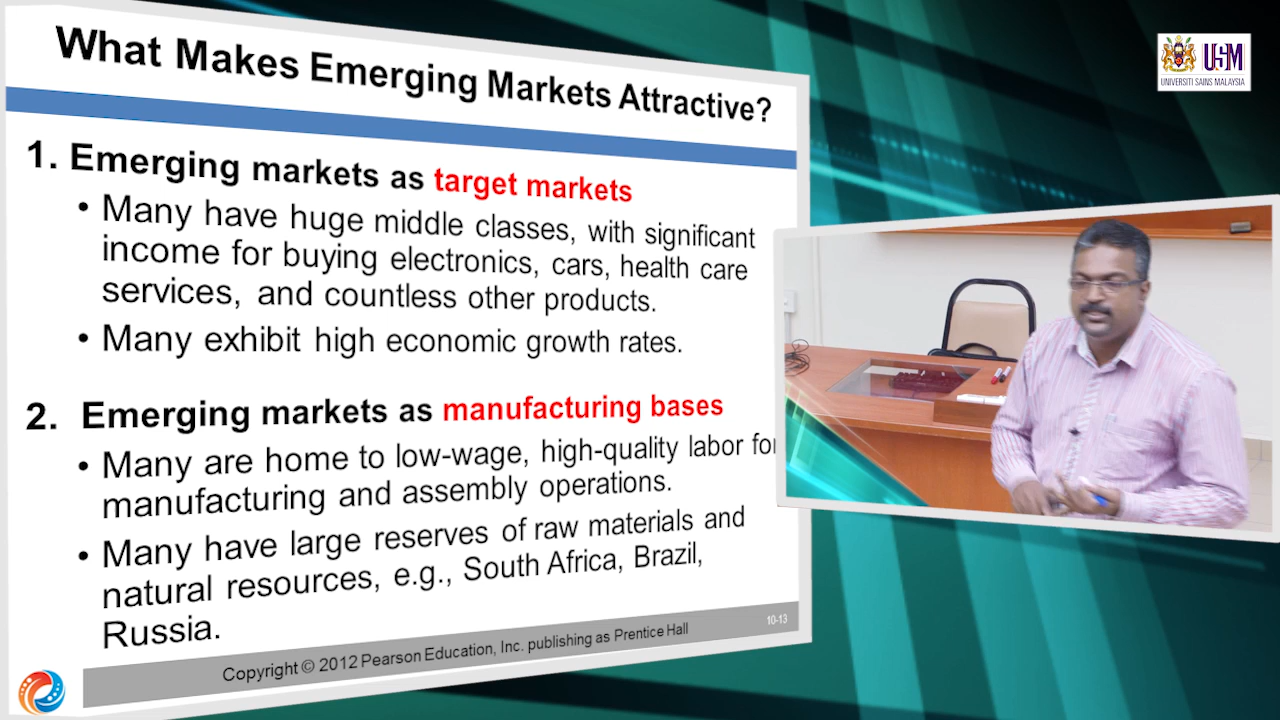 What Makes Emerging Markets Attractive?
1. Emerging markets as target markets
• Many have huge middle classes, with significant
income for buying electronics, cars, health care
services, and countless other products.
• Many exhibit high economic growth rates.
2. Emerging markets as manufacturing bases
• Many are home to low-wage, high-quality labor for
manufacturing and assembly operations.
• Many have large reserves of raw materials and
natural resources, e.g., South Africa, Brazil,
Russia.
Copyright © 2012 Pearson Education, Inc. publishing as Prentice Hall
10-13
USM
UNIVERSITI SAINS MALAYSIA